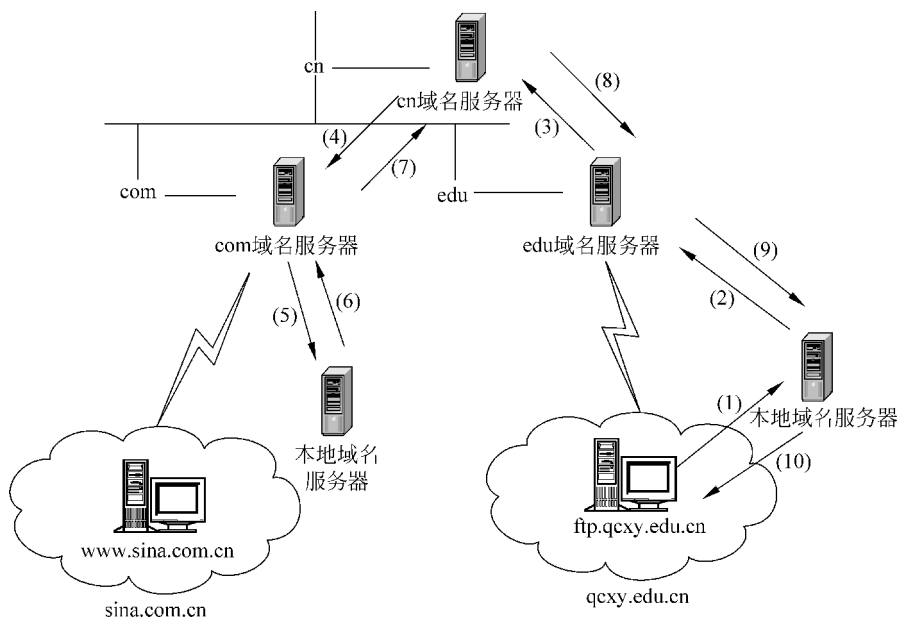 cn
cn域名服务器
(8)
(3)
(4)
(7)
com
edu
com域名服务器
edu域名服务器
(9)
(2)
(5)
(6)
(1)
本地域名服务器
(10)
本地域名
服务器
www.sina.com.cn
ftp.qcxy.edu.cn
sina.com.cn
qcxy.edu.cn